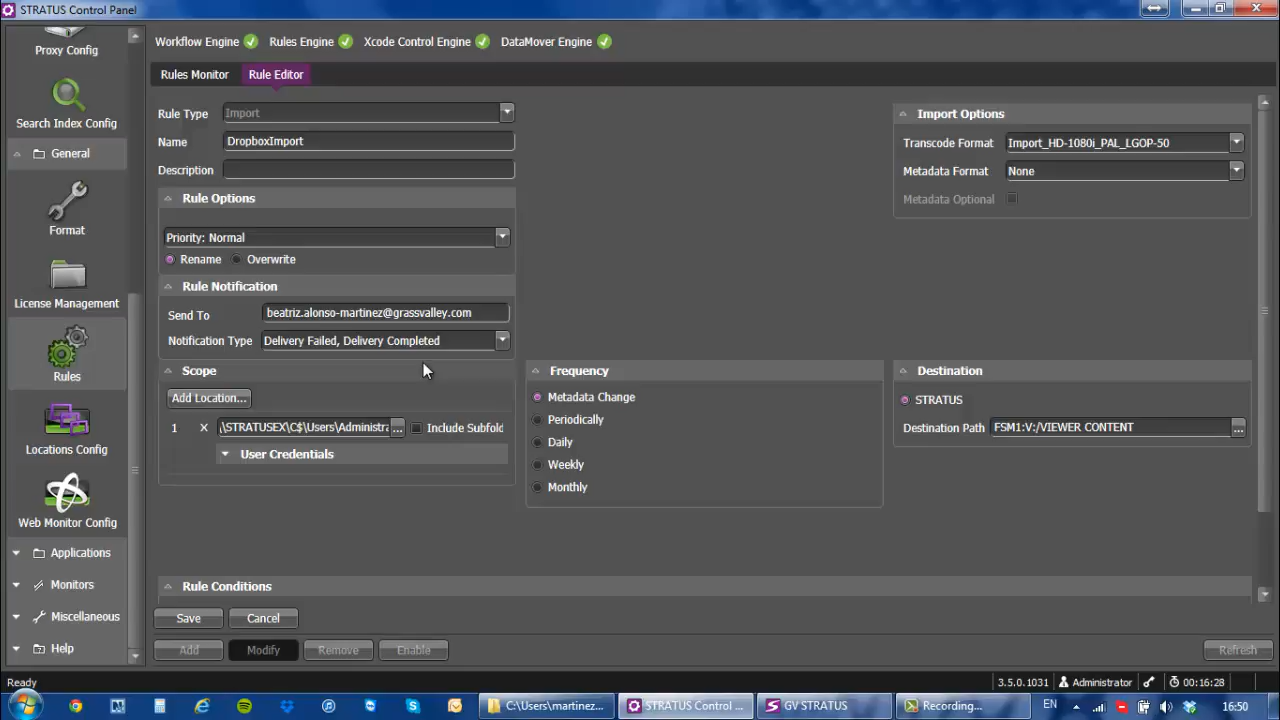 STRATUS Control Panel
Proxy Config
Search Index Config
General
Format
License Management
Rules
Locations Config
Web Monitor Config
Applications
Monitors
Miscellaneous
Help
Workflow Engine Rules Engine Xcode Control Engine DataMover Engine
Rules Monitor Rule Editor
Rule Type Import
Name DropboxImport
Description
Rule Options
Priority: Normal
Rename Overwrite
Rule Notification
Send To beatriz.alonso-martinez@grassvalley.com
Notification Type Delivery Failed, Delivery Completed
Scope
Add Location...
1 X \STRATUSEX\C$\Users\Administra ... Include Subfold
User Credentials
Frequency
Metadata Change
Periodically
Daily
Weekly
Monthly
Import Options
Transcode Format Import_HD-1080i_PAL_LGOP-50
Metadata Format None
Metadata Optional
Destination
STRATUS
Destination Path FSM1:V:/VIEWER CONTENT ...
Rule Conditions
Save Cancel
Add Modify Remove Enable Refresh
Ready 3.5.0.1031 Administrator 00:16:28
C:\Users\martinez... STRATUS Control ... GV STRATUS Recording... EN 16:50